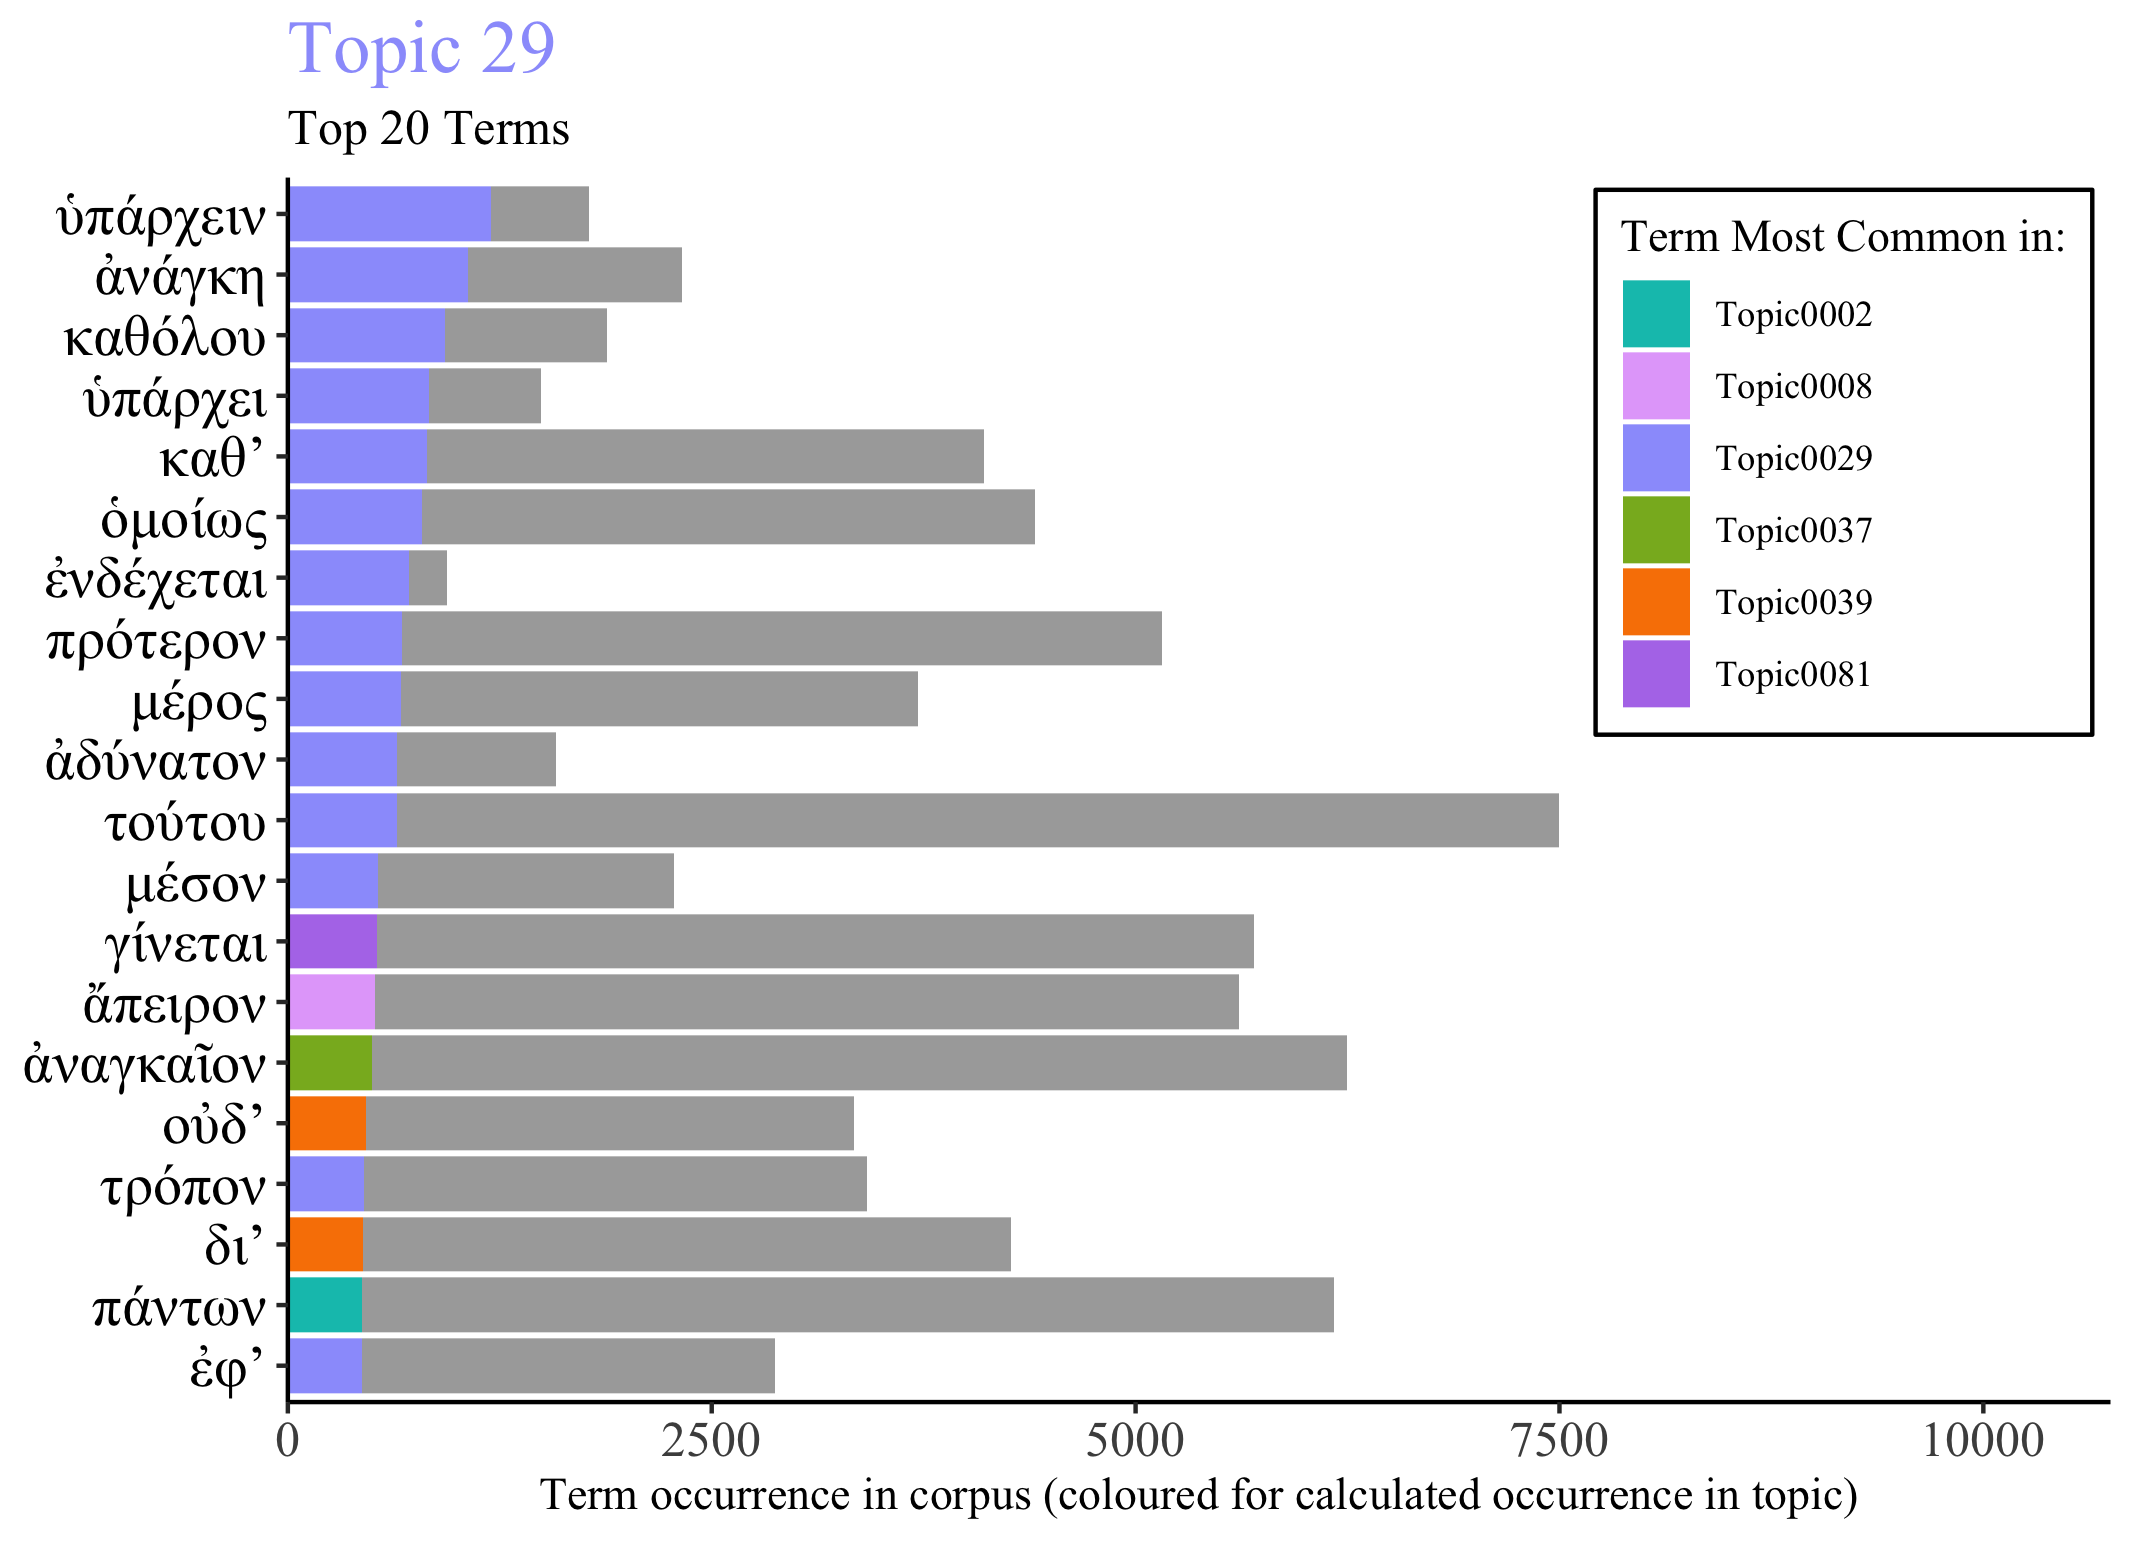 Topic 29
Top 20 Terms
ὑπάρχειν
ἀνάγκη
καθόλου
ὑπάρχει
καθ’
ὁμοίως
ἐνδέχεται
πρότερον
μέρος
ἀδύνατον
τούτου
μέσον
γίνεται
ἄπειρον
ἀναγκαῖον
οὐδ’
τρόπον
δι’
πάντων
ἐφ’
0 2500 5000 7500 10000
Term occurrence in corpus (coloured for calculated occurrence in topic)
Term Most Common in:
Topic0002
Topic0008
Topic0029
Topic0037
Topic0039
Topic0081